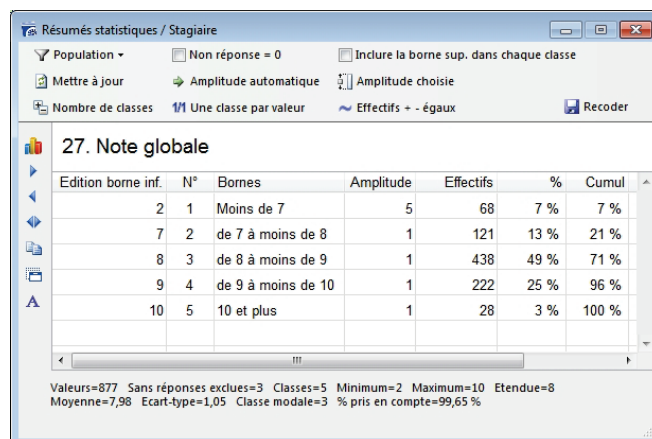 Résumés statistiques / Stagiaire
Population Non réponse = 0 Inclure la borne sup. dans chaque classe
Mettre à jour Amplitude automatique Amplitude choisie
Nombre de classes 1/1 Une classe par valeur Effectifs + - égaux Recoder
27. Note globale
Edition borne inf. N° Bornes Amplitude Effectifs % Cumul
2 1 Moins de 7 5 68 7 % 7 %
7 2 de 7 à moins de 8 1 121 13 % 21 %
8 3 de 8 à moins de 9 1 438 49 % 71 %
9 4 de 9 à moins de 10 1 222 25 % 96 %
10 5 10 et plus 1 28 3 % 100 %
A
Valeurs=877 Sans réponses exclues=3 Classes=5 Minimum=2 Maximum=10 Etendue=8
Moyenne=7,98 Ecart-type=1,05 Classe modale=3 % pris en compte=99,65 %